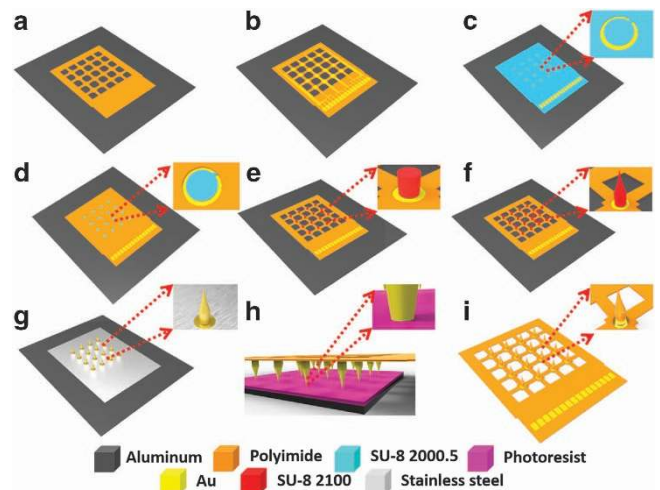 a
b
c
d
e
f
g
h
i
Aluminum Polyimide SU-8 2000.5 Photoresist
Au SU-8 2100 Stainless steel